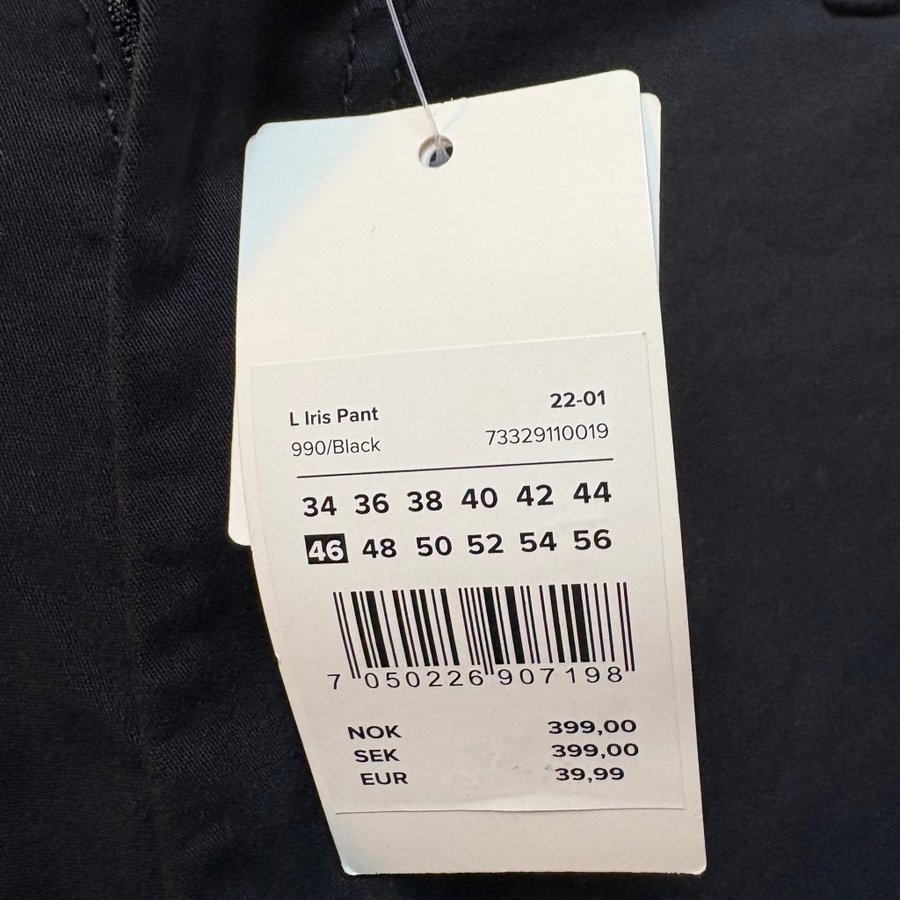 L Iris Pant 22-01
990/Black 73329110019
34 36 38 40 42 44
46 48 50 52 54 56
7 050226 907198
NOK 399,00
SEK 399,00
EUR 39,99